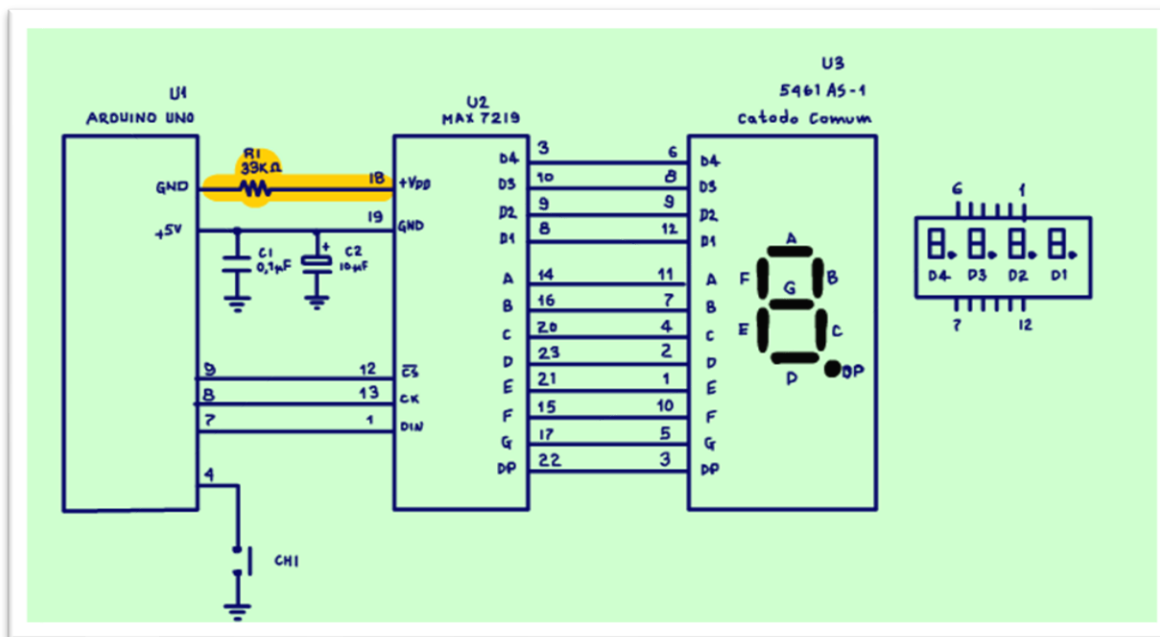 U1
ARDUINO UNO
GND
+5V
9
8
7
4
R1
33KΩ
C1
0,1µF
C2
+
10µF
CH1
U2
MAX 7219
18 +VDD
19 GND
12 CS
13 CK
1 DIN
D4 3
D3 10
D2 9
D1 8
A 14
B 16
C 20
D 23
E 21
F 15
G 17
DP 22
U3
5461 AS-1
Catodo Comum
6 D4
8 D3
9 D2
12 D1
11 A
7 B
4 C
2 D
1 E
10 F
5 G
3 DP
A
F B
G
E C
D DP
6 1
D4 D3 D2 D1
7 12